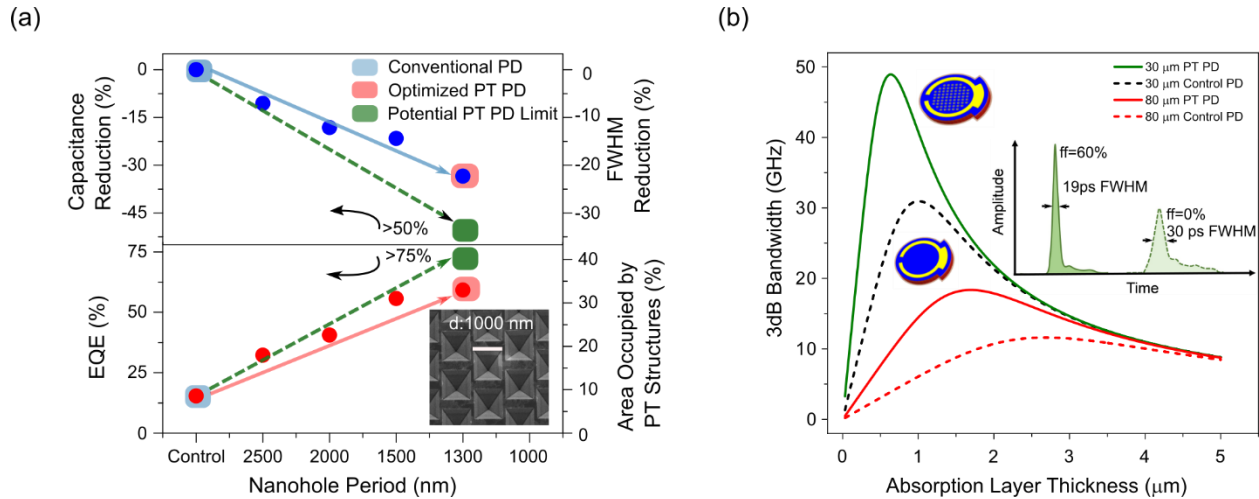 (a)
Capacitance
Reduction (%)
0
-15
-30
-45
Conventional PD
Optimized PT PD
Potential PT PD Limit
>50%
0
-10
-20
-30
FWHM
Reduction (%)
EQE (%)
75
50
25
0
>75%
d:1000 nm
40
30
20
10
0
Area Occupied by
PT Structures (%)
Control 2500 2000 1500 1300 1000
Nanohole Period (nm)
(b)
3dB Bandwidth (GHz)
50
40
30
20
10
0
30 μm PT PD
30 μm Control PD
80 μm PT PD
80 μm Control PD
Amplitude
ff=60%
19ps FWHM
ff=0%
30 ps FWHM
Time
0 1 2 3 4 5
Absorption Layer Thickness (μm)